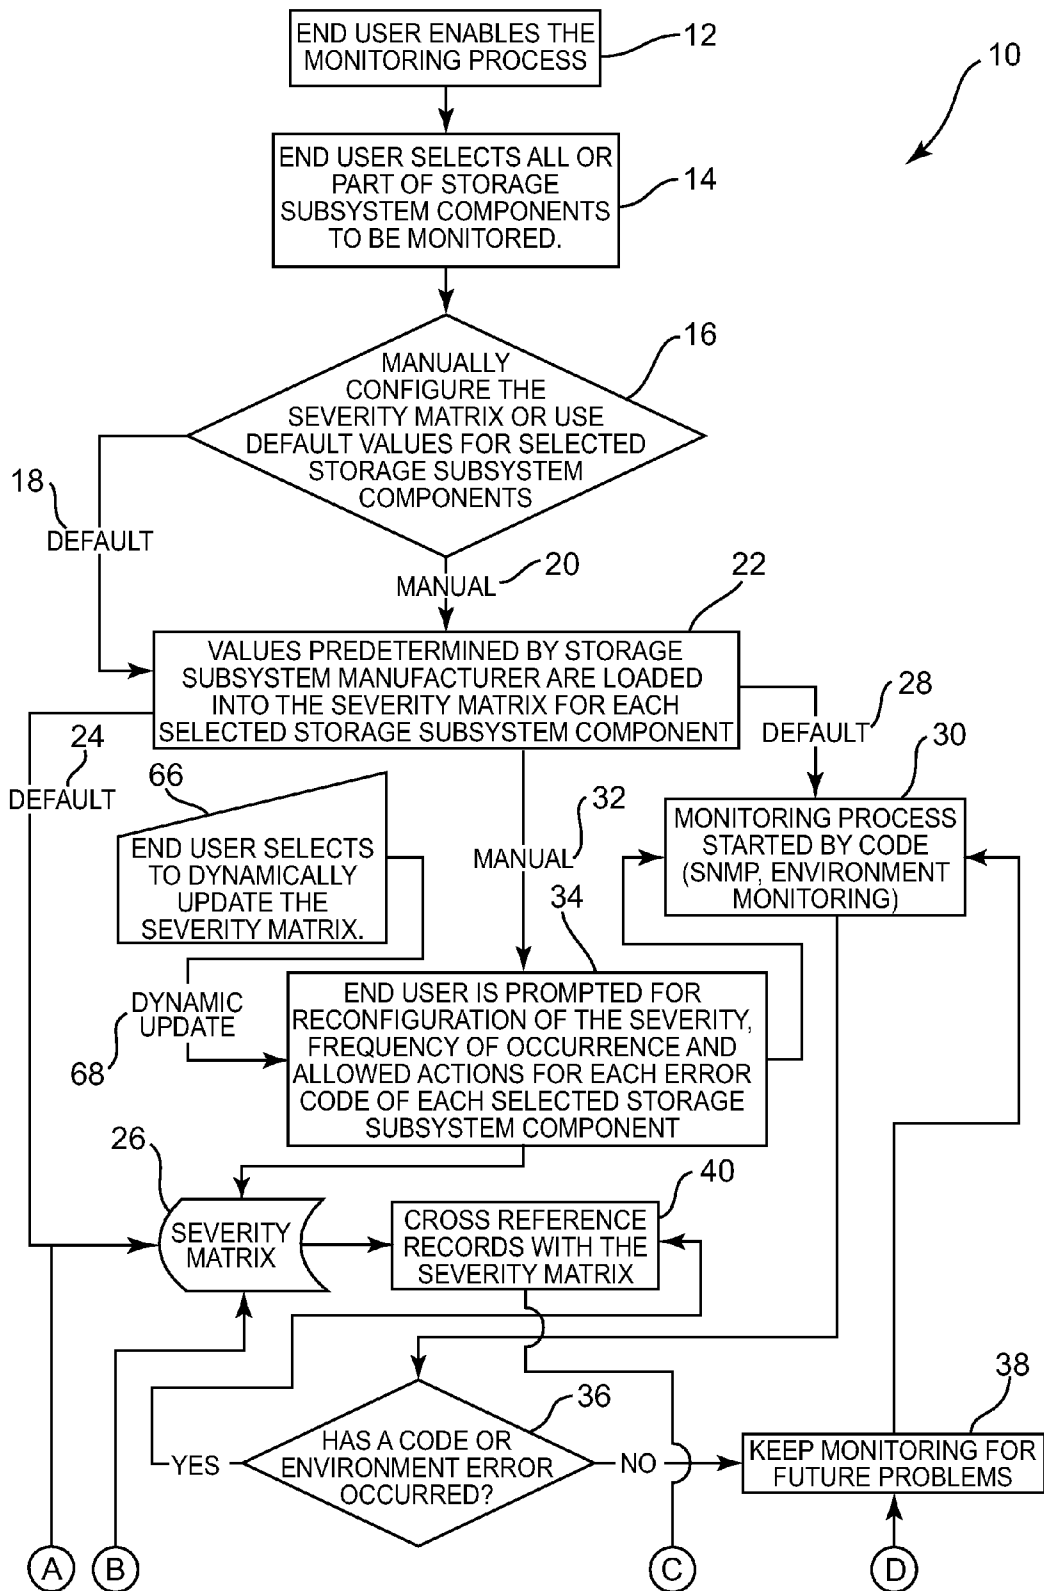 END USER ENABLES THE
MONITORING PROCESS
12
10
END USER SELECTS ALL OR
PART OF STORAGE
SUBSYSTEM COMPONENTS
TO BE MONITORED.
14
16
MANUALLY
CONFIGURE THE
SEVERITY MATRIX OR USE
DEFAULT VALUES FOR SELECTED
STORAGE SUBSYSTEM
COMPONENTS
18
DEFAULT
MANUAL
20
22
VALUES PREDETERMINED BY STORAGE
SUBSYSTEM MANUFACTURER ARE LOADED
INTO THE SEVERITY MATRIX FOR EACH
SELECTED STORAGE SUBSYSTEM COMPONENT
24
DEFAULT
28
DEFAULT
30
MONITORING PROCESS
STARTED BY CODE
(SNMP, ENVIRONMENT
MONITORING)
66
END USER SELECTS
TO DYNAMICALLY
UPDATE THE
SEVERITY MATRIX.
32
MANUAL
34
DYNAMIC
UPDATE
68
END USER IS PROMPTED FOR
RECONFIGURATION OF THE SEVERITY,
FREQUENCY OF OCCURRENCE AND
ALLOWED ACTIONS FOR EACH ERROR
CODE OF EACH SELECTED STORAGE
SUBSYSTEM COMPONENT
26
SEVERITY
MATRIX
40
CROSS REFERENCE
RECORDS WITH THE
SEVERITY MATRIX
36
HAS A CODE OR
ENVIRONMENT ERROR
OCCURRED?
YES
NO
38
KEEP MONITORING FOR
FUTURE PROBLEMS
A
B
C
D